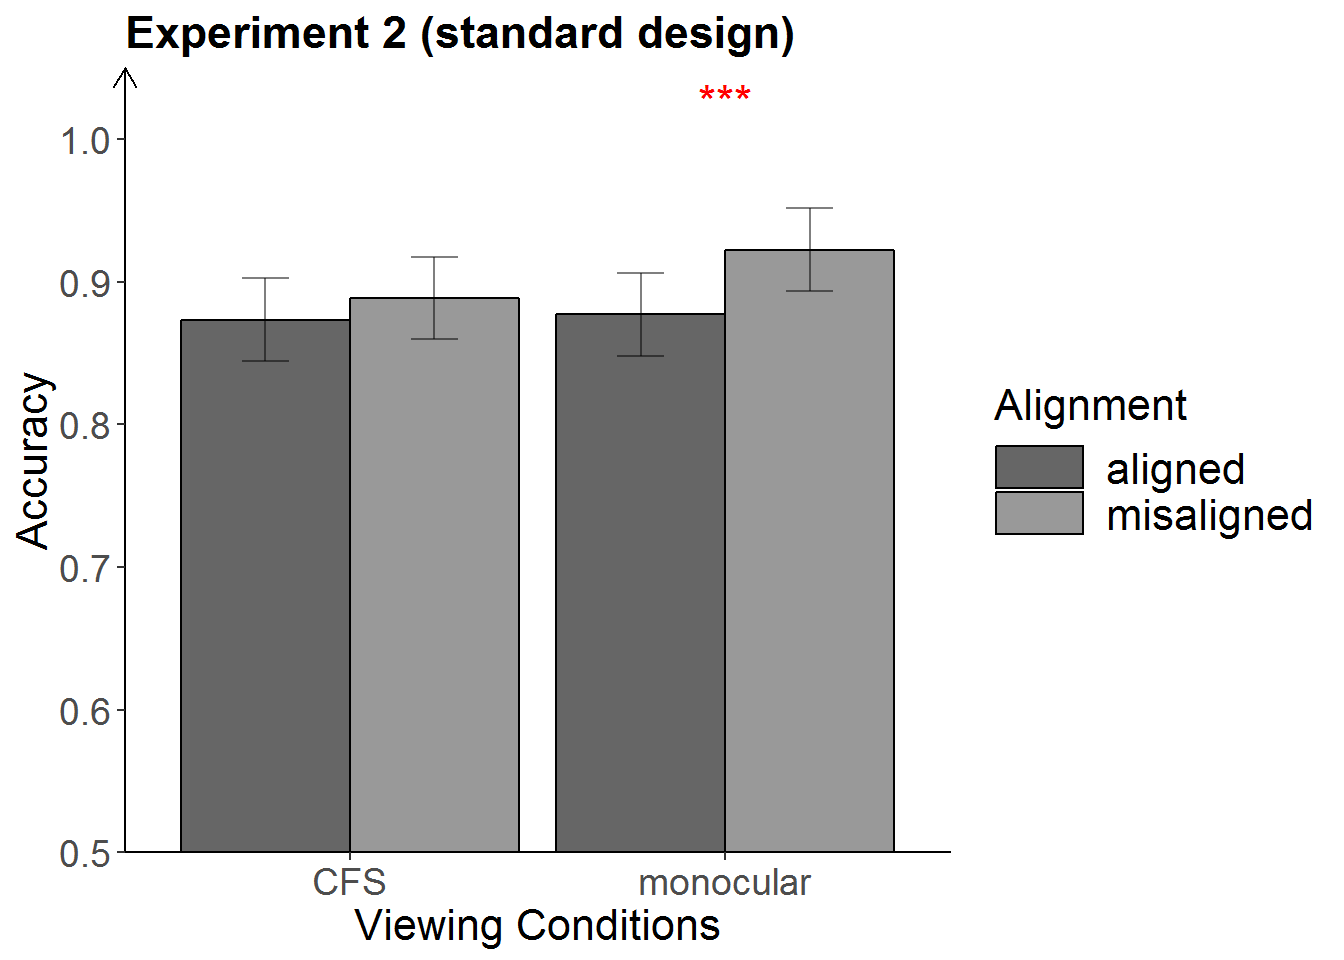 Experiment 2 (standard design)
***
1.0
0.9
0.8
0.7
0.6
0.5
Accuracy
CFS
monocular
Viewing Conditions
Alignment
aligned
misaligned